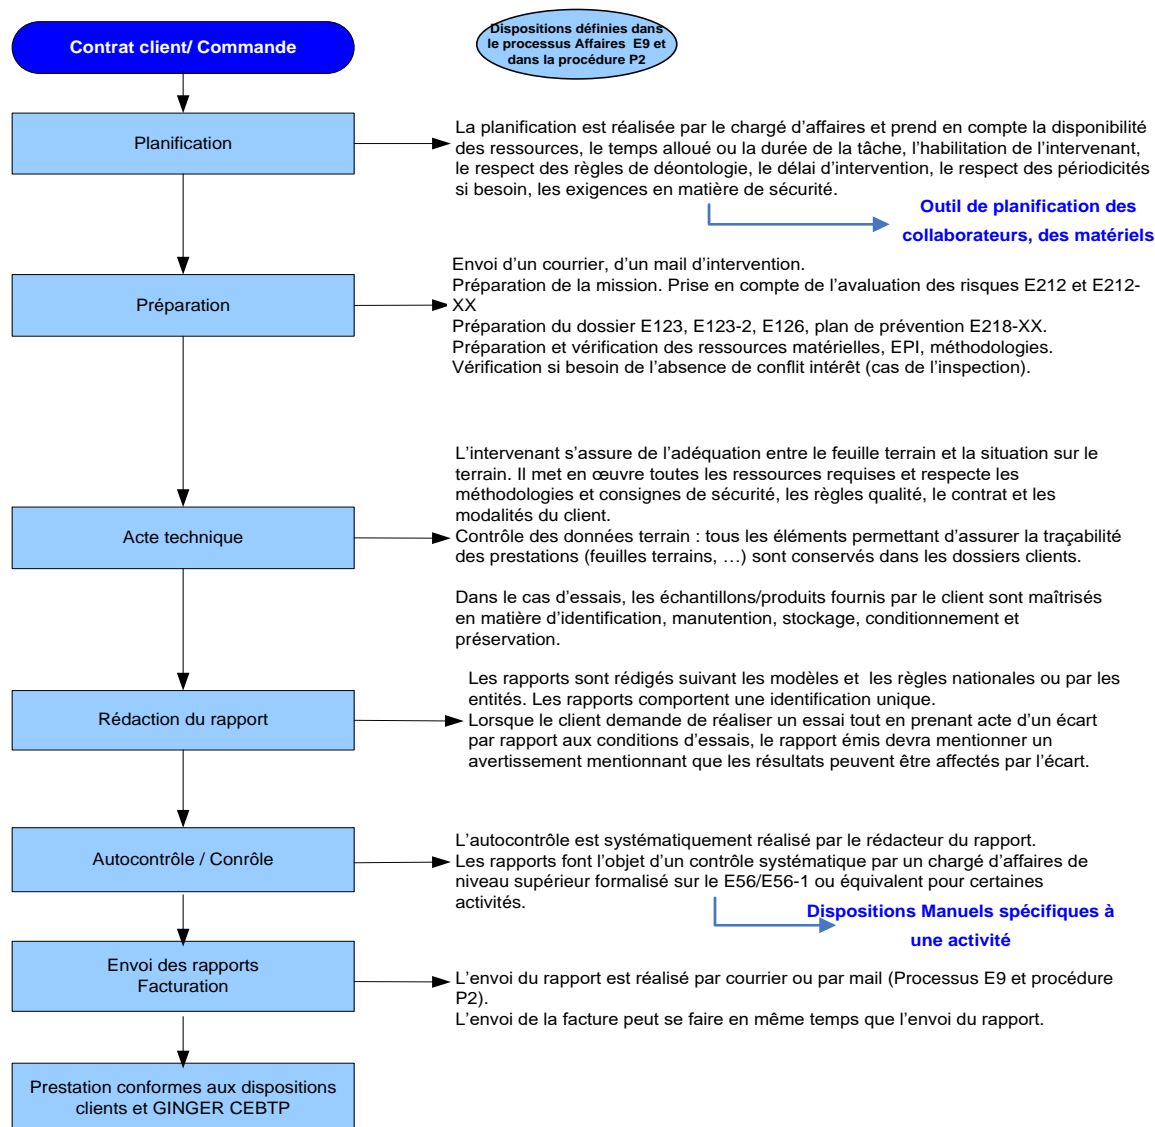 Contrat client/ Commande
Dispositions définies dans
le processus Affaires E9 et
dans la procédure P2
Planification
La planification est réalisée par le chargé d’affaires et prend en compte la disponibilité
des ressources, le temps alloué ou la durée de la tâche, l’habilitation de l’intervenant,
le respect des règles de déontologie, le délai d’intervention, le respect des périodicités
si besoin, les exigences en matière de sécurité.
Outil de planification des
collaborateurs, des matériels
Préparation
Envoi d’un courrier, d’un mail d’intervention.
Préparation de la mission. Prise en compte de l’avaluation des risques E212 et E212-
XX
Préparation du dossier E123, E123-2, E126, plan de prévention E218-XX.
Préparation et vérification des ressources matérielles, EPI, méthodologies.
Vérification si besoin de l’absence de conflit intérêt (cas de l’inspection).
Acte technique
L’intervenant s’assure de l’adéquation entre le feuille terrain et la situation sur le
terrain. Il met en œuvre toutes les ressources requises et respecte les
méthodologies et consignes de sécurité, les règles qualité, le contrat et les
modalités du client.
Contrôle des données terrain : tous les éléments permettant d’assurer la traçabilité
des prestations (feuilles terrains, …) sont conservés dans les dossiers clients.
Dans le cas d’essais, les échantillons/produits fournis par le client sont maîtrisés
en matière d’identification, manutention, stockage, conditionnement et
préservation.
Rédaction du rapport
Les rapports sont rédigés suivant les modèles et les règles nationales ou par les
entités. Les rapports comportent une identification unique.
Lorsque le client demande de réaliser un essai tout en prenant acte d’un écart
par rapport aux conditions d’essais, le rapport émis devra mentionner un
avertissement mentionnant que les résultats peuvent être affectés par l’écart.
Autocontrôle / Conrôle
L’autocontrôle est systématiquement réalisé par le rédacteur du rapport.
Les rapports font l’objet d’un contrôle systématique par un chargé d’affaires de
niveau supérieur formalisé sur le E56/E56-1 ou équivalent pour certaines
activités.
Dispositions Manuels spécifiques à
une activité
Envoi des rapports
Facturation
L’envoi du rapport est réalisé par courrier ou par mail (Processus E9 et procédure
P2).
L’envoi de la facture peut se faire en même temps que l’envoi du rapport.
Prestation conformes aux dispositions
clients et GINGER CEBTP